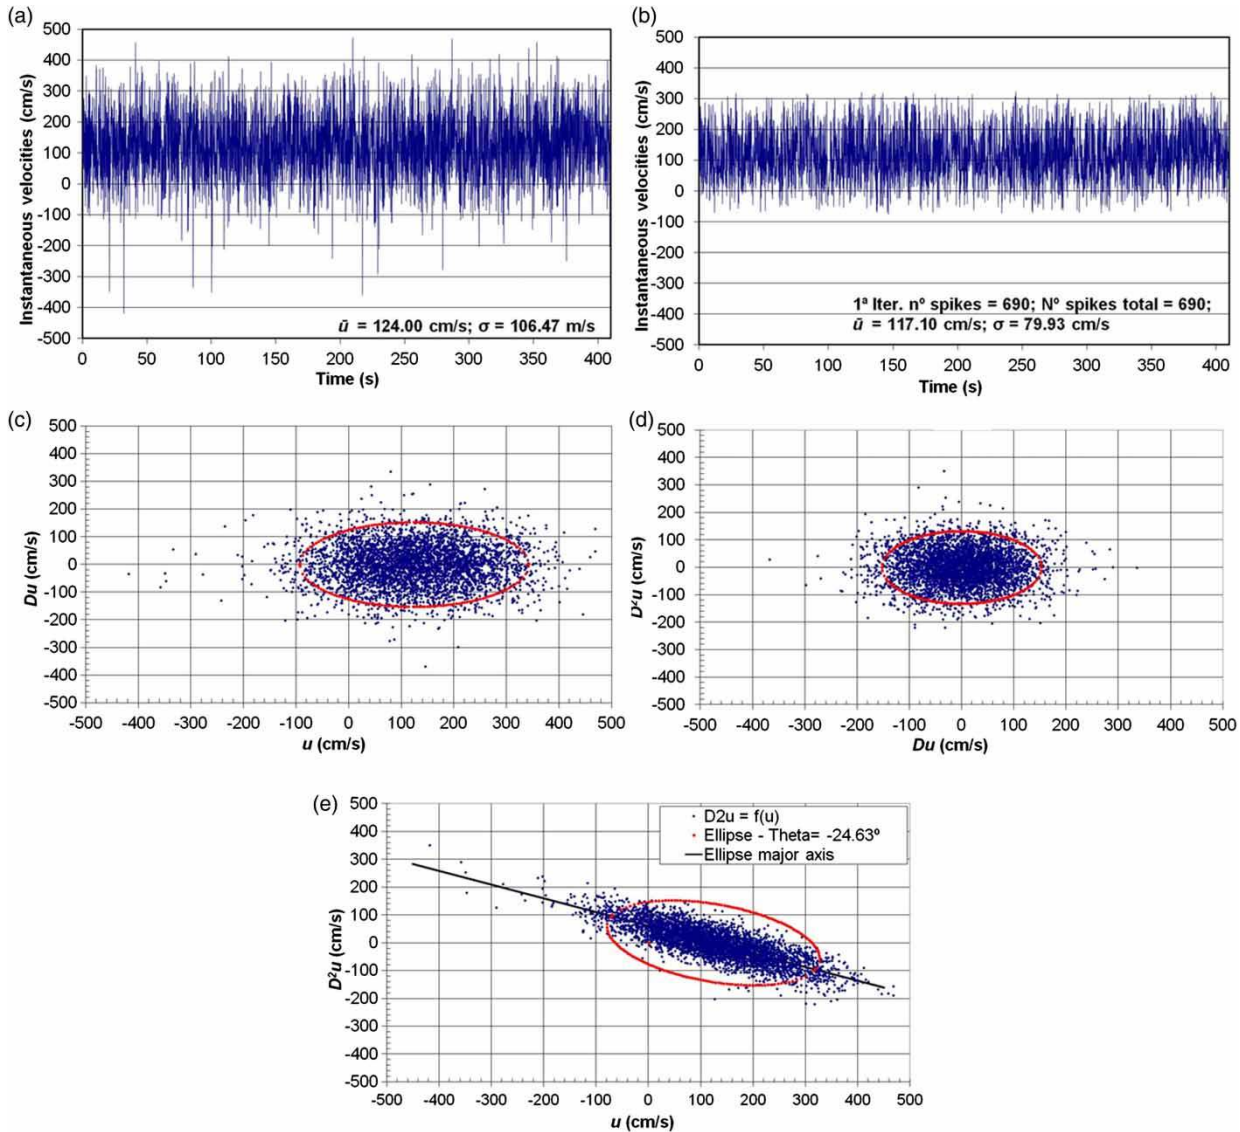 (a)
500
400
300
200
100
0
-100
-200
-300
-400
-500
Instantaneous velocities (cm/s)
ū = 124.00 cm/s; σ = 106.47 m/s
0 50 100 150 200 250 300 350 400
Time (s)
(b)
500
400
300
200
100
0
-100
-200
-300
-400
-500
Instantaneous velocities (cm/s)
1ª Iter. nº spikes = 690; Nº spikes total = 690;
ū = 117.10 cm/s; σ = 79.93 cm/s
0 50 100 150 200 250 300 350 400
Time (s)
(c)
500
400
300
200
100
0
-100
-200
-300
-400
-500
Du (cm/s)
-500 -400 -300 -200 -100 0 100 200 300 400 500
u (cm/s)
(d)
500
400
300
200
100
0
-100
-200
-300
-400
-500
D²u (cm/s)
-500 -400 -300 -200 -100 0 100 200 300 400 500
Du (cm/s)
(e)
500
400
300
200
100
0
-100
-200
-300
-400
-500
D²u (cm/s)
D2u = f(u)
Ellipse - Theta= -24.63º
Ellipse major axis
-500 -400 -300 -200 -100 0 100 200 300 400 500
u (cm/s)